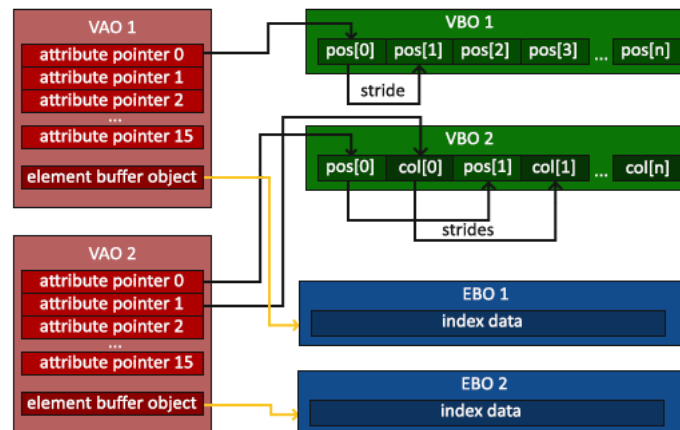 VAO 1
attribute pointer 0
attribute pointer 1
attribute pointer 2
...
attribute pointer 15
element buffer object
VBO 1
pos[0] pos[1] pos[2] pos[3] ... pos[n]
stride
VBO 2
pos[0] col[0] pos[1] col[1] ... col[n]
strides
VAO 2
attribute pointer 0
attribute pointer 1
attribute pointer 2
...
attribute pointer 15
element buffer object
EBO 1
index data
EBO 2
index data